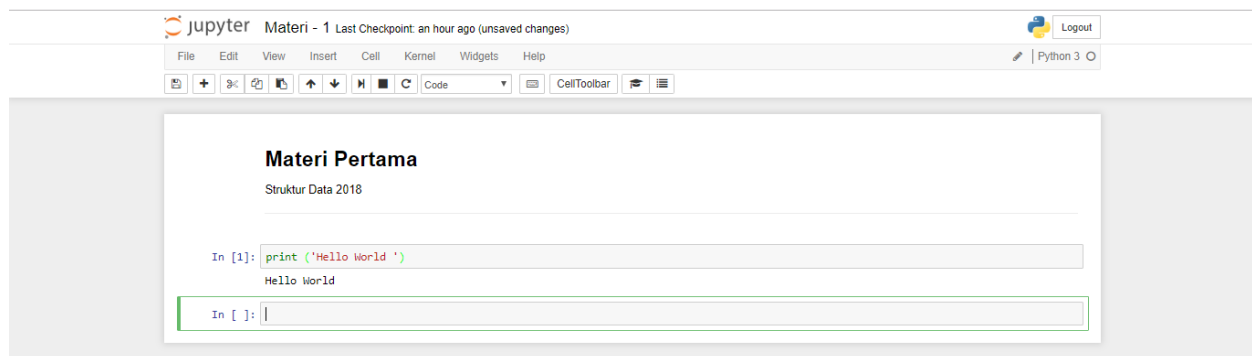 jupyter Materi - 1 Last Checkpoint: an hour ago (unsaved changes) Logout
File Edit View Insert Cell Kernel Widgets Help Python 3
Code CellToolbar
Materi Pertama
Struktur Data 2018
In [1]: print ('Hello World ')
Hello World
In [ ]: